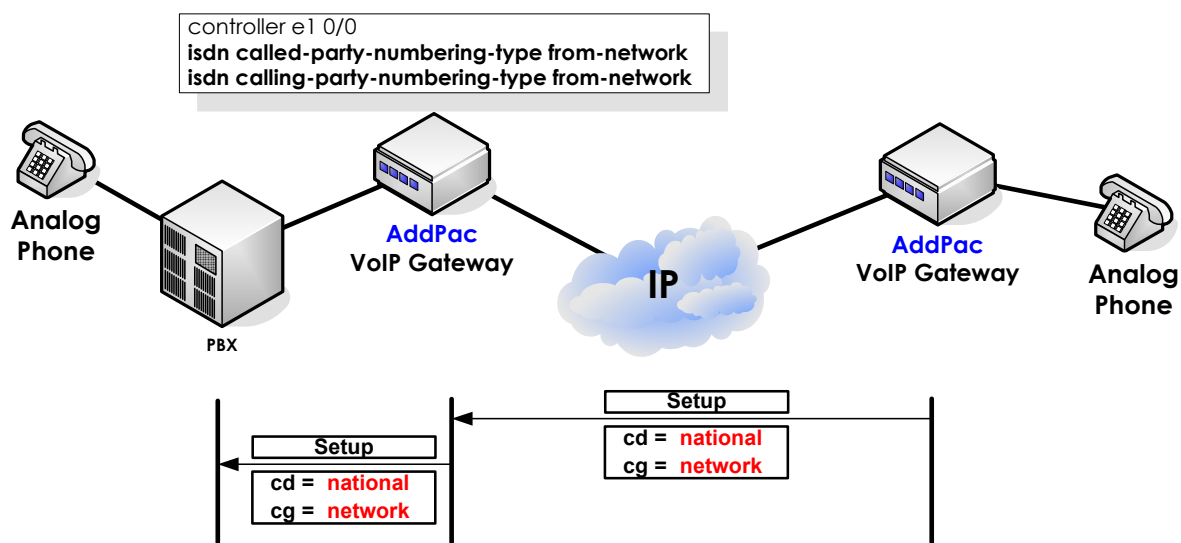 controller e1 0/0
isdn called-party-numbering-type from-network
isdn calling-party-numbering-type from-network
Analog
Phone
PBX
AddPac
VoIP Gateway
IP
AddPac
VoIP Gateway
Analog
Phone
Setup
cd = national
cg = network
Setup
cd = national
cg = network